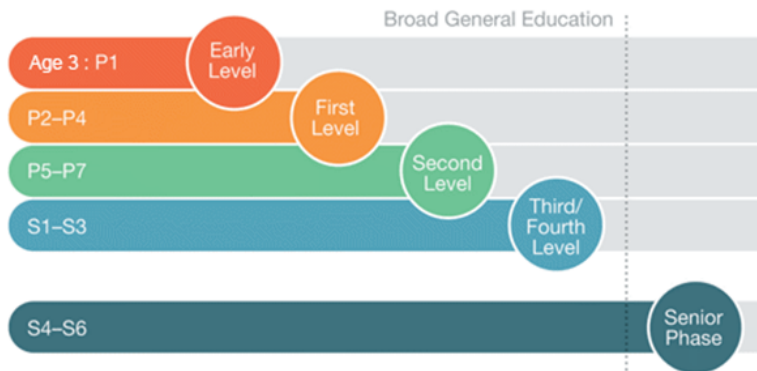 Broad General Education
Age 3 : P1
Early
Level
P2–P4
First
Level
P5–P7
Second
Level
S1–S3
Third/
Fourth
Level
S4–S6
Senior
Phase